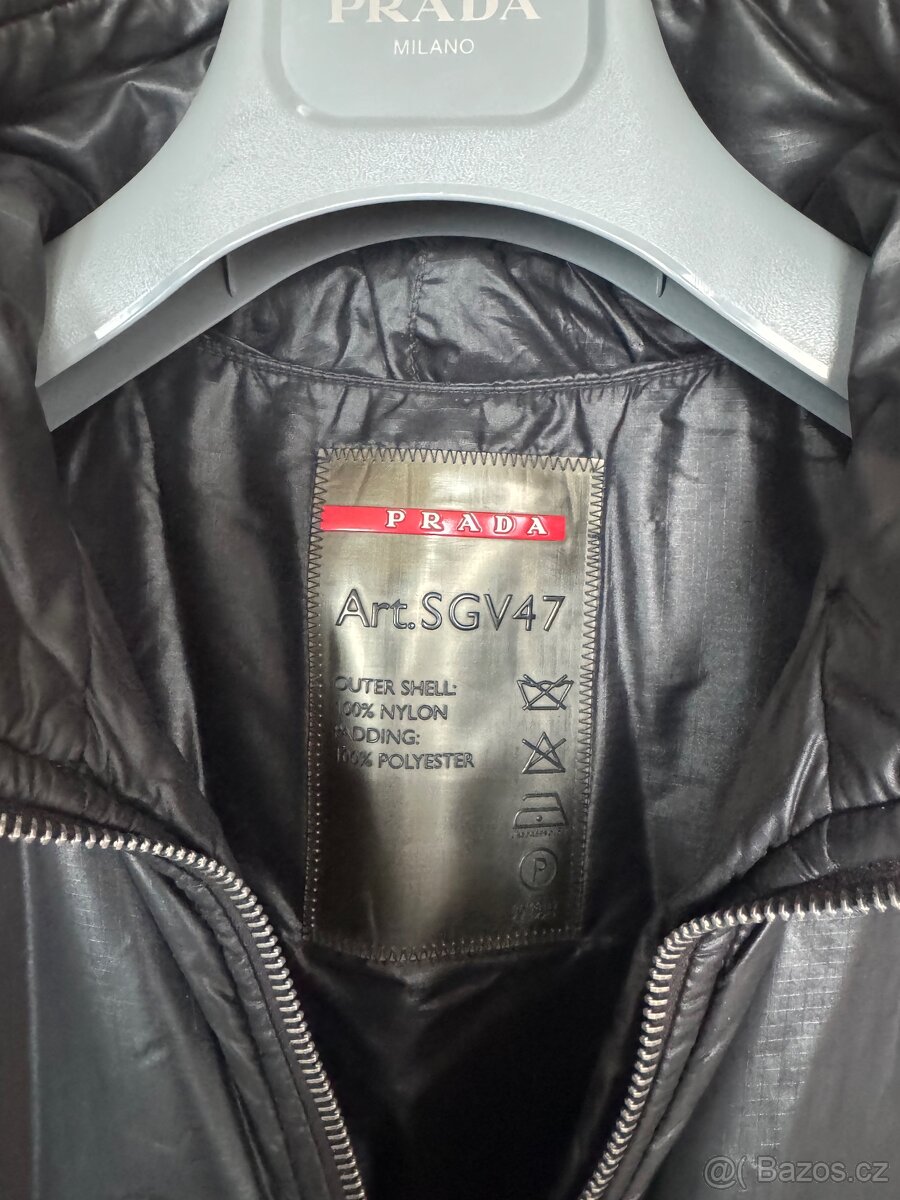 PRADA
MILANO
PRADA
Art.SGV47
OUTER SHELL:
100% NYLON
PADDING:
100% POLYESTER
P
@( Bazos.cz